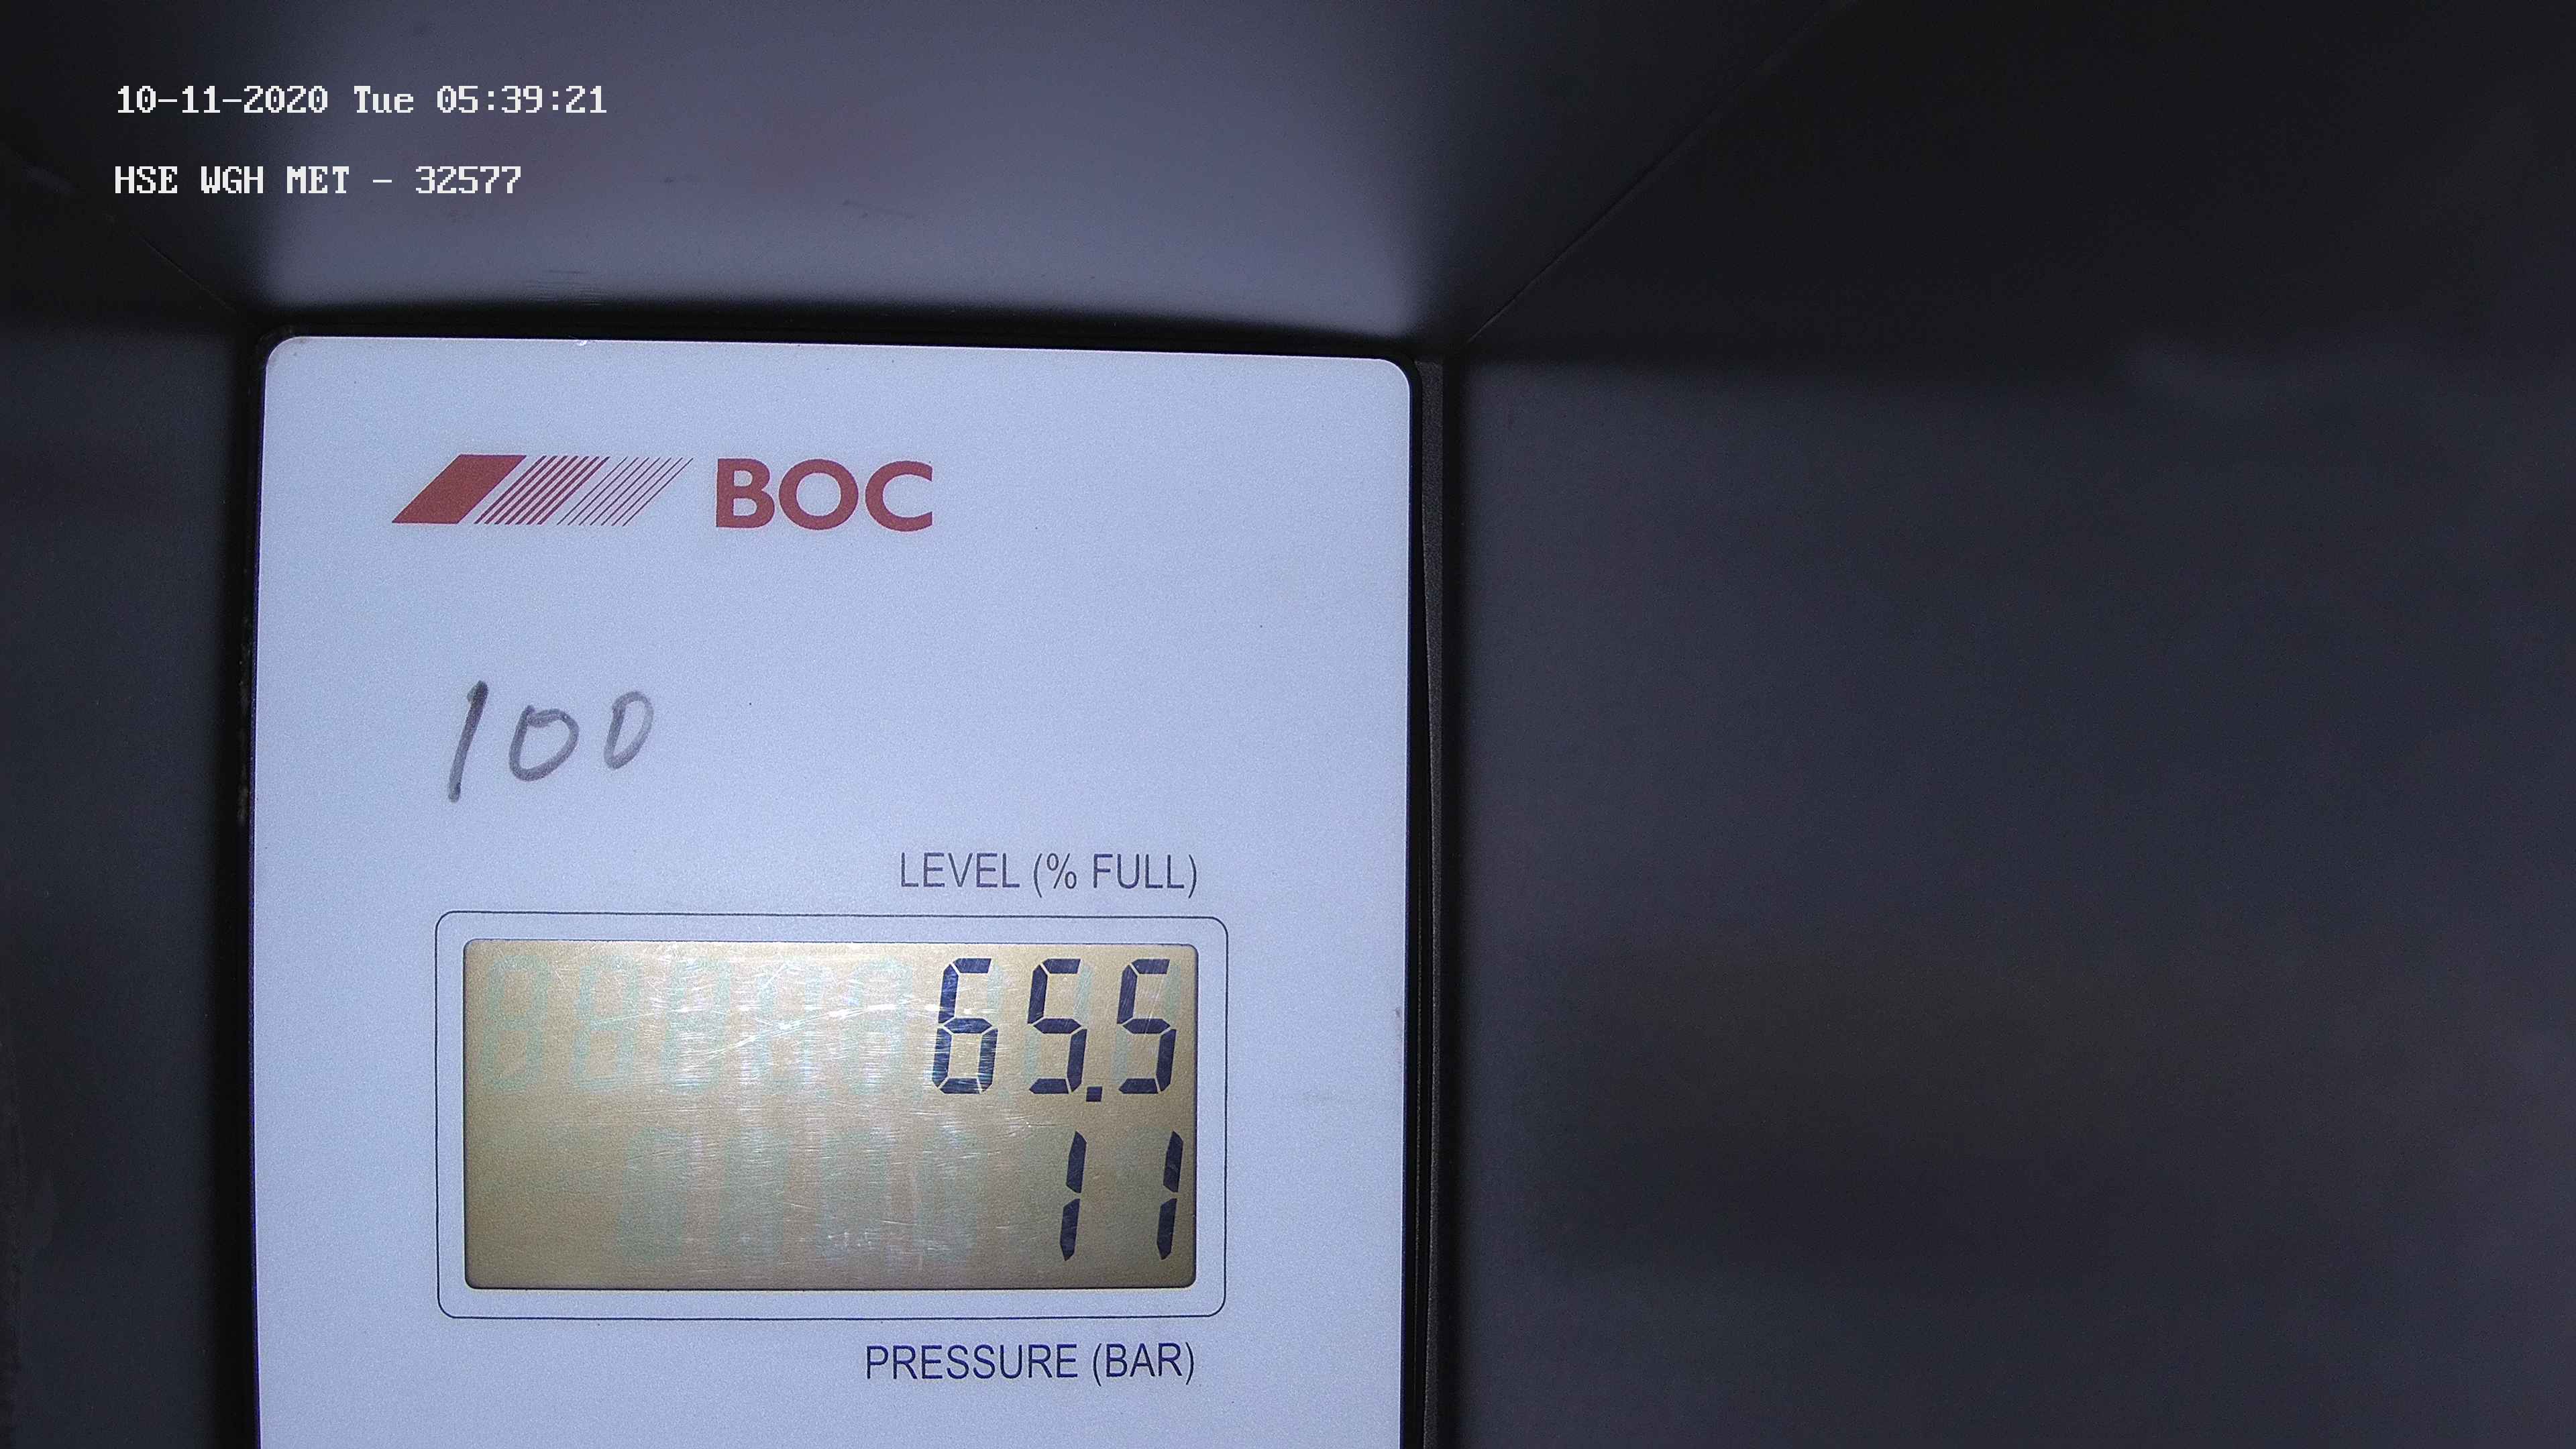 10-11-2020 Tue 05:39:21
HSE WGH MET - 32577
BOC
100
LEVEL (% FULL)
65.5
11
PRESSURE (BAR)